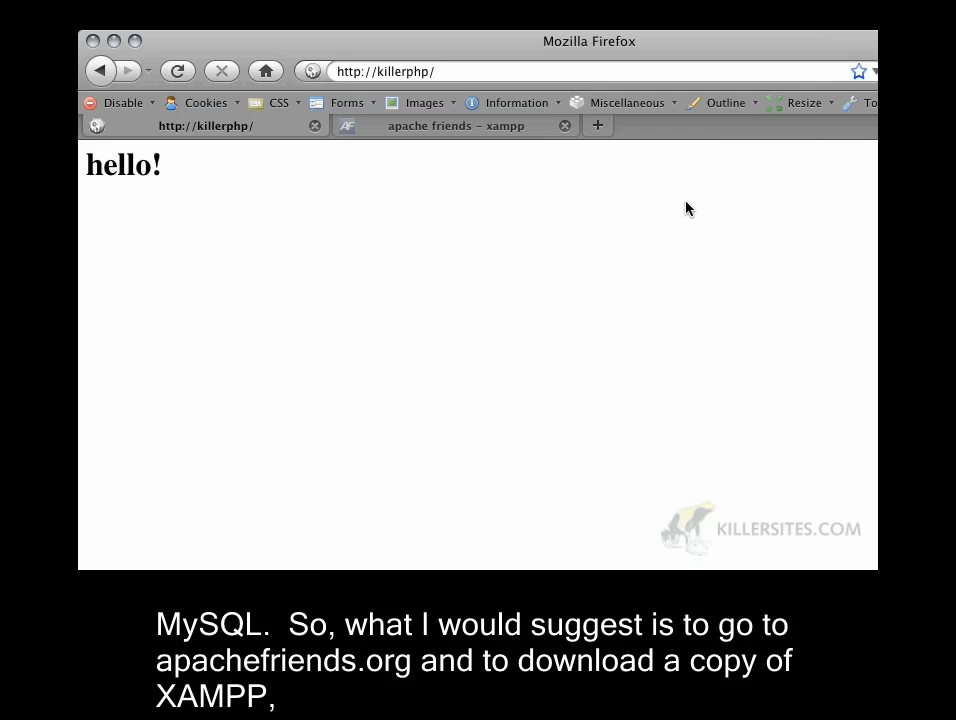 Mozilla Firefox
http://killerphp/
Disable Cookies CSS Forms Images Information Miscellaneous Outline Resize To
http://killerphp/ AF apache friends – xampp +
hello!
KILLERSITES.COM
MySQL.  So, what I would suggest is to go to
apachefriends.org and to download a copy of
XAMPP,